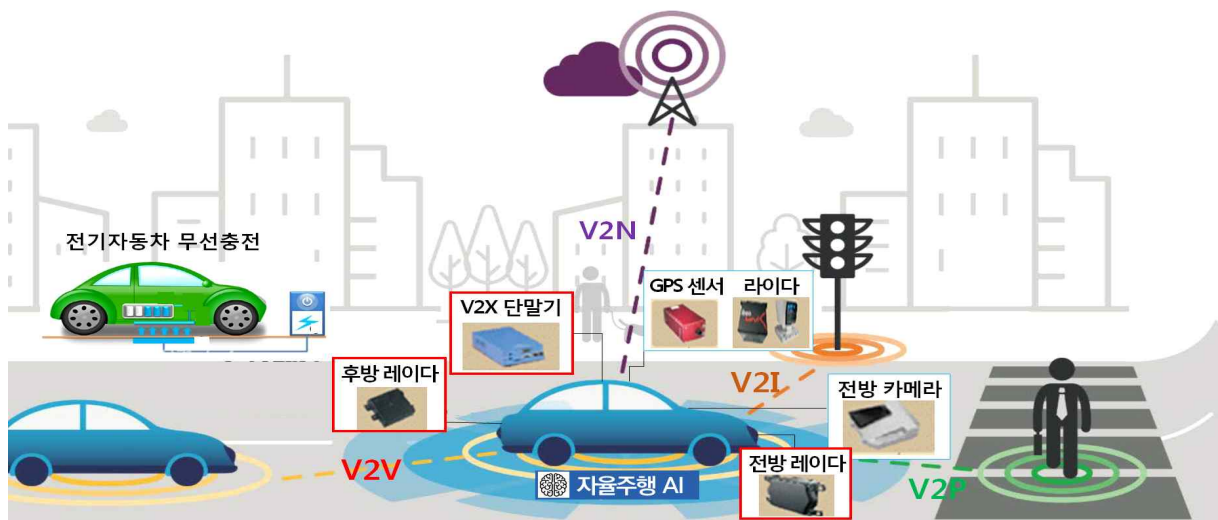 V2N
전기자동차 무선충전
GPS 센서
라이다
V2X 단말기
후방 레이다
V2I
전방 카메라
V2V
전방 레이다
자율주행 AI
V2P